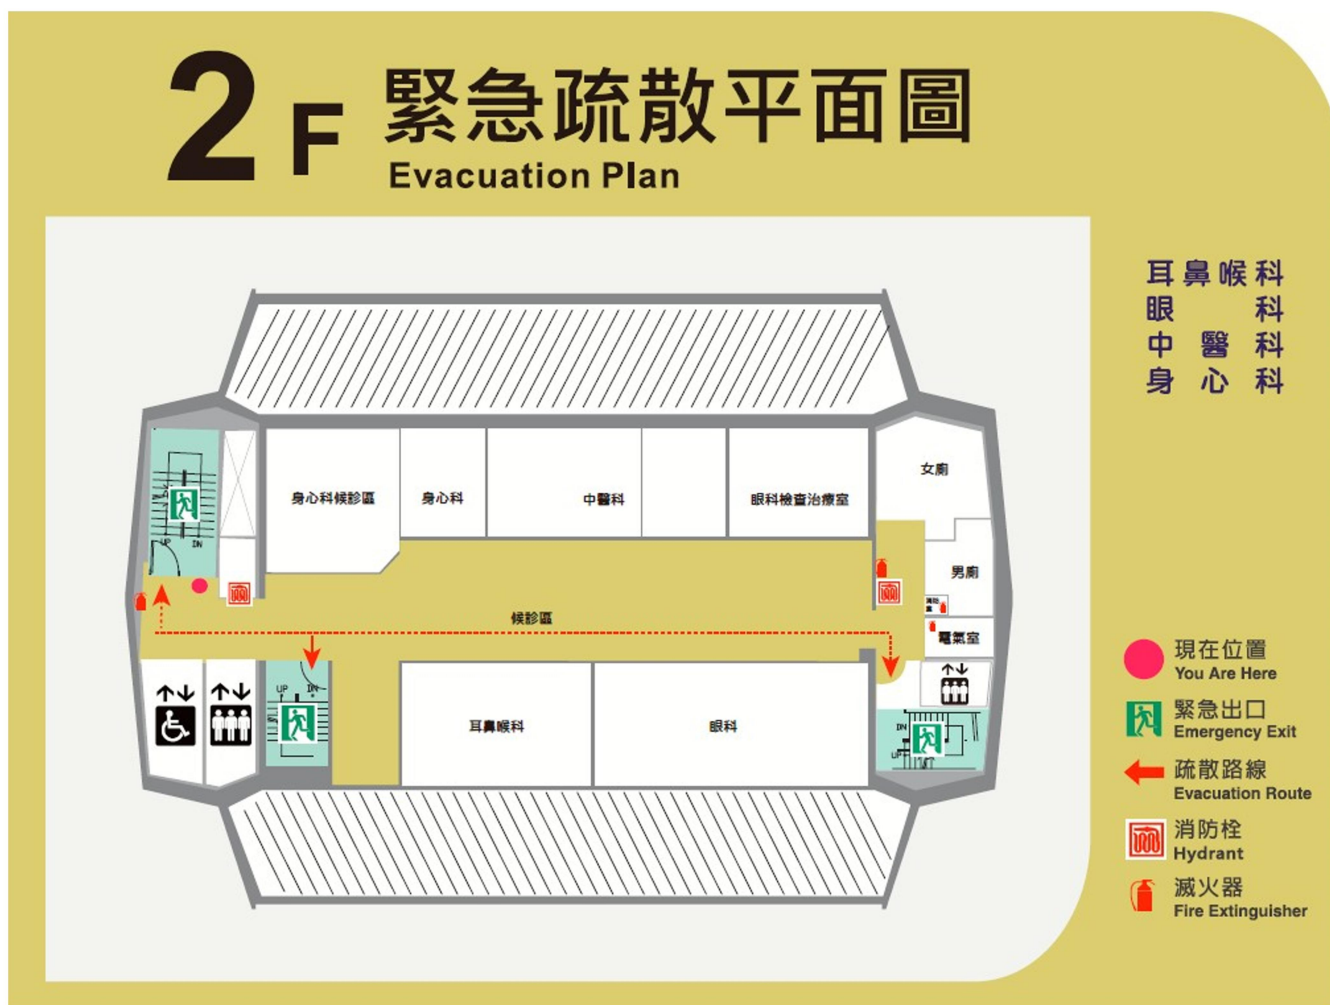 2F 緊急疏散平面圖
Evacuation Plan
耳鼻喉科
眼科
中醫科
身心科
女廁
身心科候診區
身心科
中醫科
眼科檢查治療室
UP DN
男廁
候診區
電氣室
UP DN
耳鼻喉科
眼科
DN
UP
現在位置
You Are Here
緊急出口
Emergency Exit
疏散路線
Evacuation Route
消防栓
Hydrant
滅火器
Fire Extinguisher